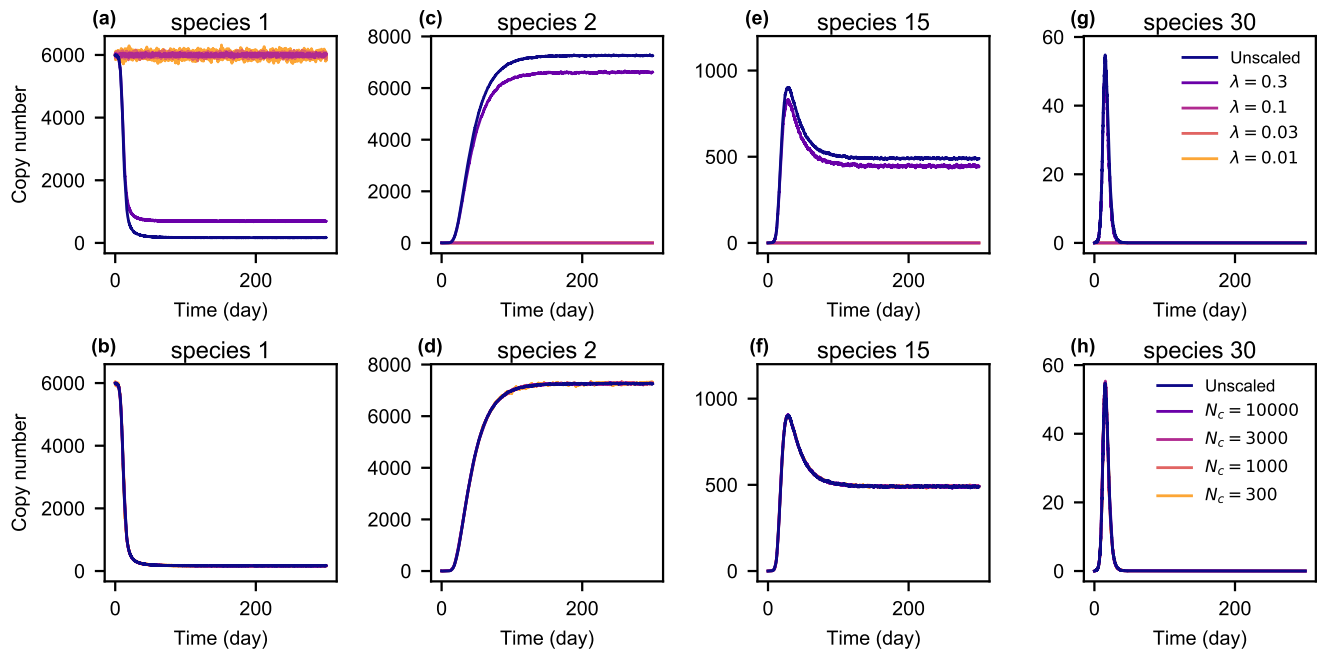 (a) species 1
Copy number
6000
4000
2000
0
0 200
Time (day)
(c) species 2
8000
6000
4000
2000
0
0 200
Time (day)
(e) species 15
1000
500
0
0 200
Time (day)
(g) species 30
60
40
20
0
0 200
Time (day)
Unscaled
λ = 0.3
λ = 0.1
λ = 0.03
λ = 0.01
(b) species 1
Copy number
6000
4000
2000
0
0 200
Time (day)
(d) species 2
8000
6000
4000
2000
0
0 200
Time (day)
(f) species 15
1000
500
0
0 200
Time (day)
(h) species 30
60
40
20
0
0 200
Time (day)
Unscaled
N_c = 10000
N_c = 3000
N_c = 1000
N_c = 300